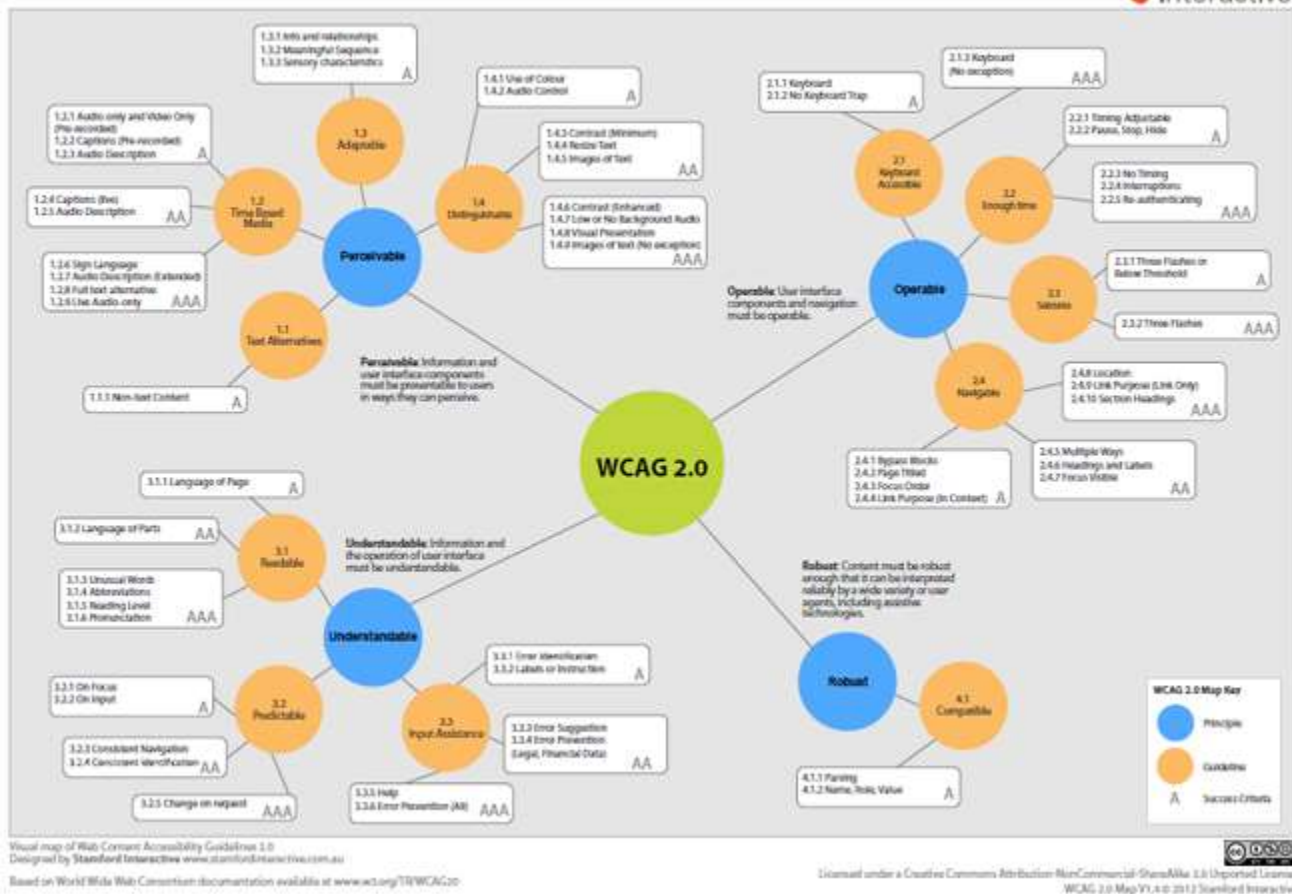 Interactive
1.3.1 Info and relationships
1.3.2 Meaningful Sequence
1.3.3 Sensory characteristics
A
1.4.1 Use of Colour
1.4.2 Audio Control
A
1.2.1 Audio only and Video Only
(Pre-recorded)
1.2.2 Captions (Pre-recorded)
1.2.3 Audio Description
A
1.3
Adaptable
1.4.3 Contrast (Minimum)
1.4.4 Resize Text
1.4.5 Images of Text
AA
1.2.4 Captions (live)
1.2.5 Audio Description
AA
1.2
Time Based
Media
1.4
Distinguishable
1.4.6 Contrast (Enhanced)
1.4.7 Low or No Background Audio
1.4.8 Visual Presentation
1.4.9 Images of text (No exception)
AAA
1.2.6 Sign Language
1.2.7 Audio Description (Extended)
1.2.8 Full text alternative
1.2.9 Live Audio-only
AAA
Perceivable
1.1
Text Alternatives
1.1.1 Non-text Content
A
Perceivable: Information and
user interface components
must be presentable to users
in ways they can perceive.
2.1.1 Keyboard
2.1.2 No Keyboard Trap
A
2.1.3 Keyboard
(No exception)
AAA
2.2.1 Timing Adjustable
2.2.2 Pause, Stop, Hide
A
2.1
Keyboard
Accessible
2.2
Enough time
2.2.3 No Timing
2.2.4 Interruptions
2.2.5 Re-authenticating
AAA
Operable: User interface
components and navigation
must be operable.
Operable
2.3
2.3.1 Three Flashes or
Below Threshold
A
2.3.2 Three Flashes
AAA
2.4
Navigable
2.4.8 Location
2.4.9 Link Purpose (Link Only)
2.4.10 Section Headings
AAA
2.4.1 Bypass Blocks
2.4.2 Page Titled
2.4.3 Focus Order
2.4.4 Link Purpose (In Context)
A
2.4.5 Multiple Ways
2.4.6 Headings and Labels
2.4.7 Focus Visible
AA
WCAG 2.0
3.1.1 Language of Page
A
3.1.2 Language of Parts
AA
3.1
Readable
3.1.3 Unusual Words
3.1.4 Abbreviations
3.1.5 Reading Level
3.1.6 Pronunciation
AAA
Understandable: Information and
the operation of user interface
must be understandable.
Understandable
3.2.1 On Focus
3.2.2 On Input
A
3.2
Predictable
3.2.3 Consistent Navigation
3.2.4 Consistent Identification
AA
3.2.5 Change on request
AAA
3.3
Input Assistance
3.3.1 Error Identification
3.3.2 Labels or Instruction
A
3.3.3 Error Suggestion
3.3.4 Error Prevention
(Legal, Financial Data)
AA
3.3.5 Help
3.3.6 Error Prevention (All)
AAA
Robust: Content must be robust
enough that it can be interpreted
reliably by a wide variety or user
agents, including assistive
technologies.
Robust
4.1
Compatible
4.1.1 Parsing
4.1.2 Name, Role, Value
A
WCAG 2.0 Map Key
Principle
Guideline
A Success Criteria
Visual map of Web Content Accessibility Guidelines 2.0
Designed by Stamford Interactive www.stamfordinteractive.com.au
Based on World Wide Web Consortium documentation available at www.w3.org/TR/WCAG20
Licensed under a Creative Commons Attribution-NonCommercial-ShareAlike 3.0 Unported License
WCAG 2.0 Map V1.4 © 2012 Stamford Interactive